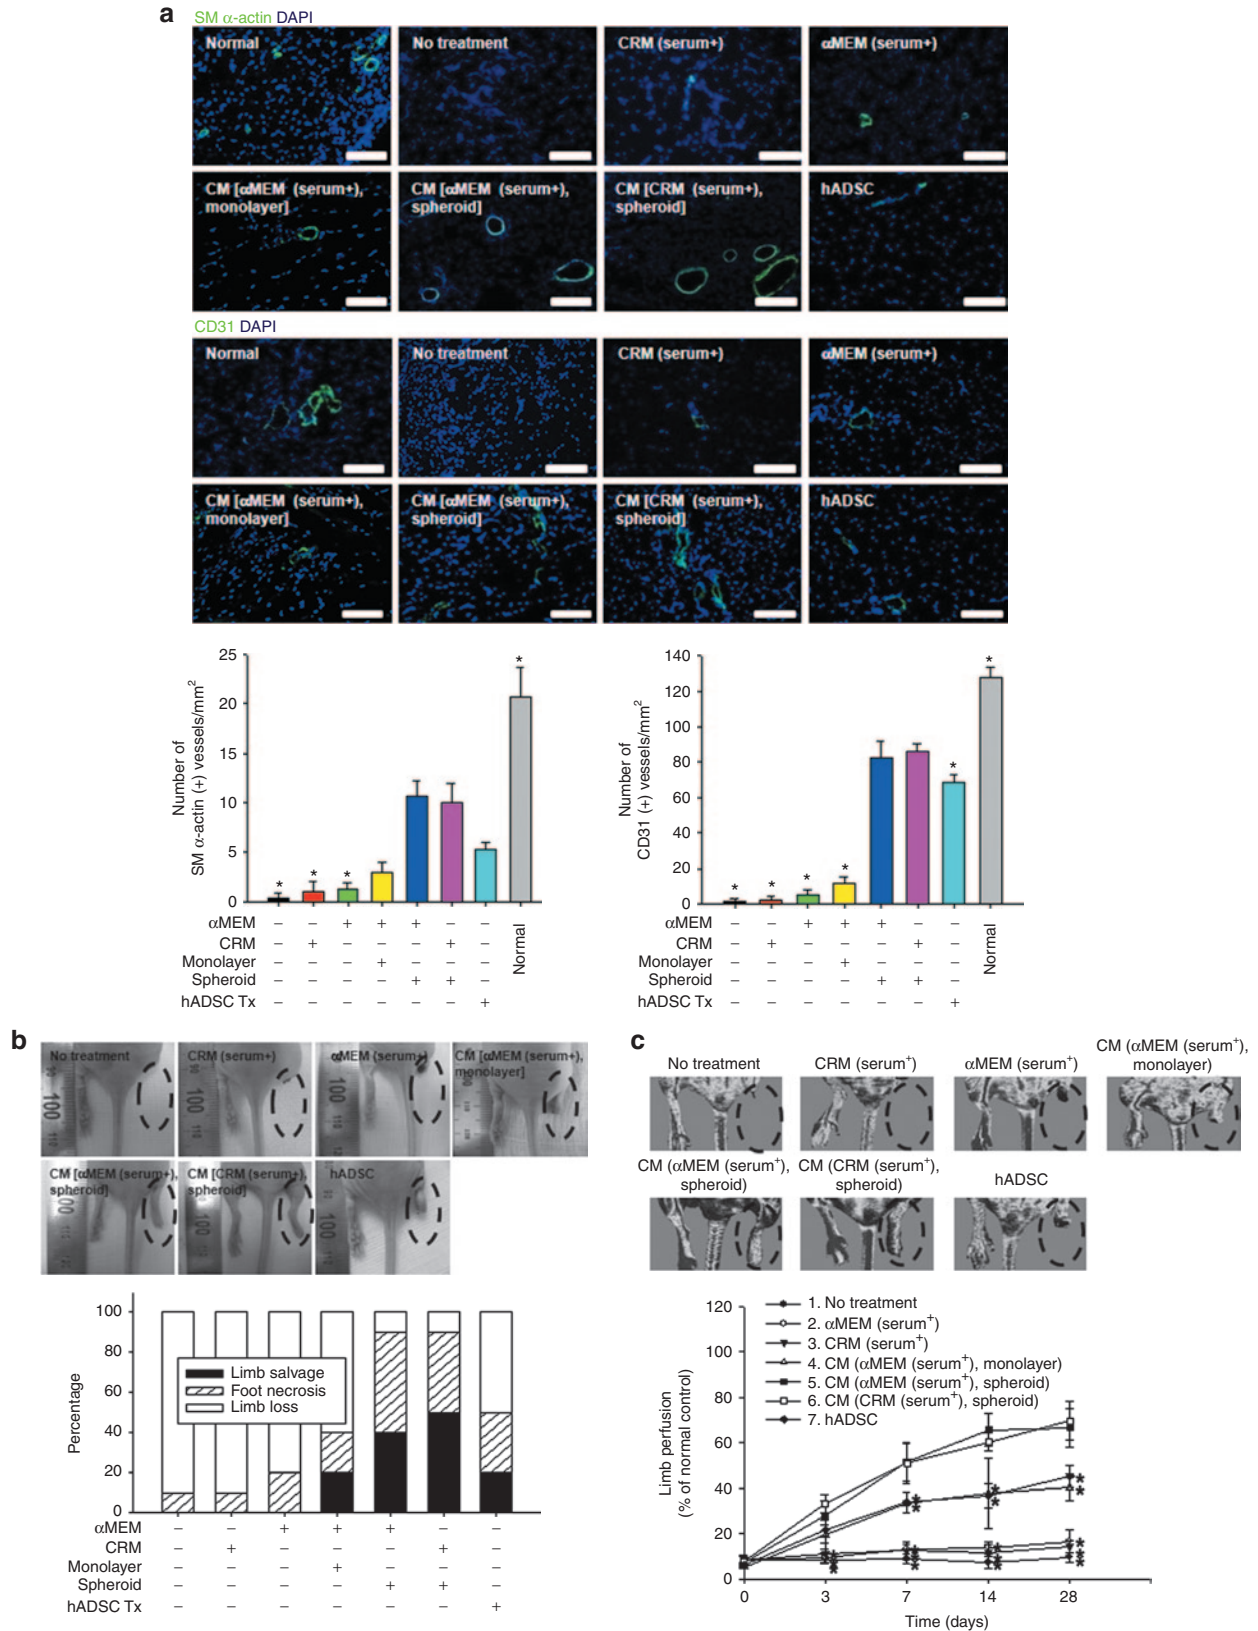 a
SM α-actin DAPI
Normal
No treatment
CRM (serum+)
αMEM (serum+)
CM [αMEM (serum+), monolayer]
CM [αMEM (serum+), spheroid]
CM [CRM (serum+), spheroid]
hADSC
CD31 DAPI
Normal
No treatment
CRM (serum+)
αMEM (serum+)
CM [αMEM (serum+), monolayer]
CM [αMEM (serum+), spheroid]
CM [CRM (serum+), spheroid]
hADSC
Number of
SM α-actin (+) vessels/mm²
25
20
15
10
5
0
* * * *
αMEM – – + + + – –
CRM – + – – – + –
Monolayer – – – + – – –
Spheroid – – – – + + –
hADSC Tx – – – – – – +
Normal
Number of
CD31 (+) vessels/mm²
140
120
100
80
60
40
20
0
* * * * * *
αMEM – – + + + – –
CRM – + – – – + –
Monolayer – – – + – – –
Spheroid – – – – + + –
hADSC Tx – – – – – – +
Normal
b
No treatment
CRM (serum+)
αMEM (serum+)
CM [αMEM (serum+), monolayer]
CM [αMEM (serum+), spheroid]
CM [CRM (serum+), spheroid]
hADSC
Percentage
100
80
60
40
20
0
Limb salvage
Foot necrosis
Limb loss
αMEM – – + + + – –
CRM – + – – – + –
Monolayer – – – + – – –
Spheroid – – – – + + –
hADSC Tx – – – – – – +
c
No treatment
CRM (serum⁺)
αMEM (serum⁺)
CM (αMEM (serum⁺),
monolayer)
CM (αMEM (serum⁺),
spheroid)
CM (CRM (serum⁺),
spheroid)
hADSC
Limb perfusion
(% of normal control)
120
100
80
60
40
20
0
1. No treatment
2. αMEM (serum⁺)
3. CRM (serum⁺)
4. CM (αMEM (serum⁺), monolayer)
5. CM (αMEM (serum⁺), spheroid)
6. CM (CRM (serum⁺), spheroid)
7. hADSC
0 3 7 14 28
Time (days)